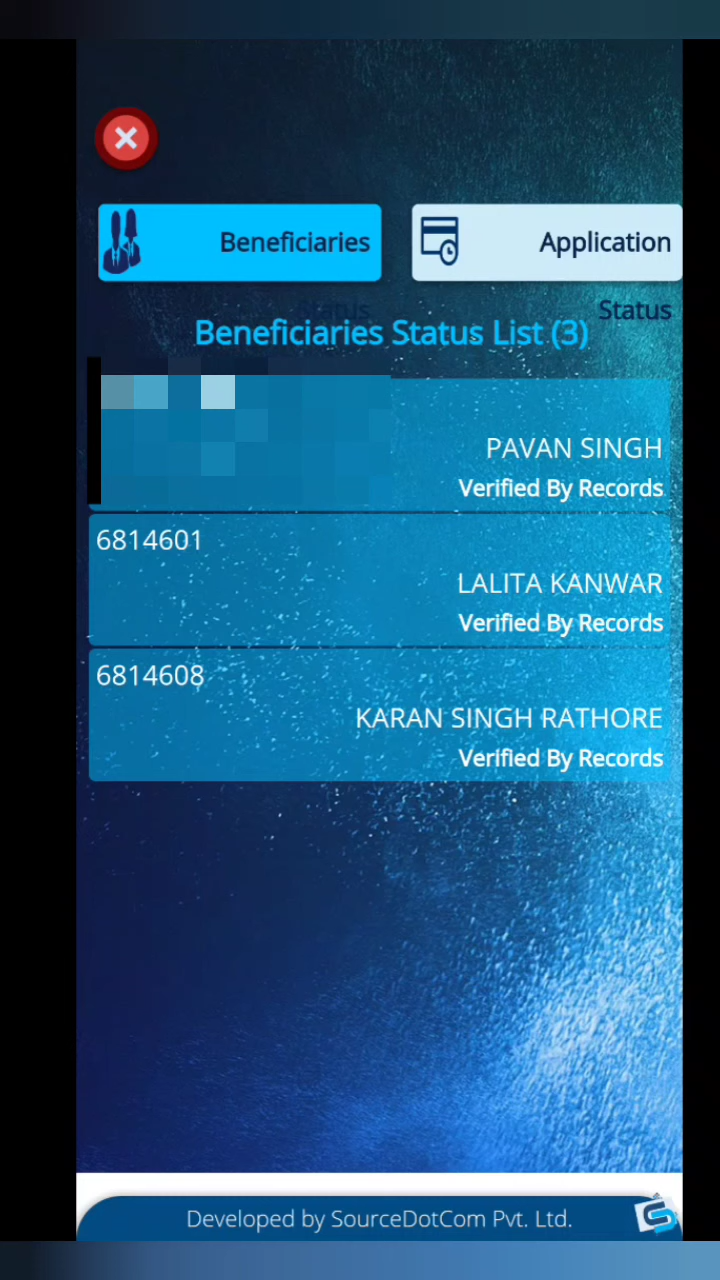 Beneficiaries
Application
Status
Status
Beneficiaries Status List (3)
PAVAN SINGH
Verified By Records
6814601
LALITA KANWAR
Verified By Records
6814608
KARAN SINGH RATHORE
Verified By Records
Developed by SourceDotCom Pvt. Ltd.